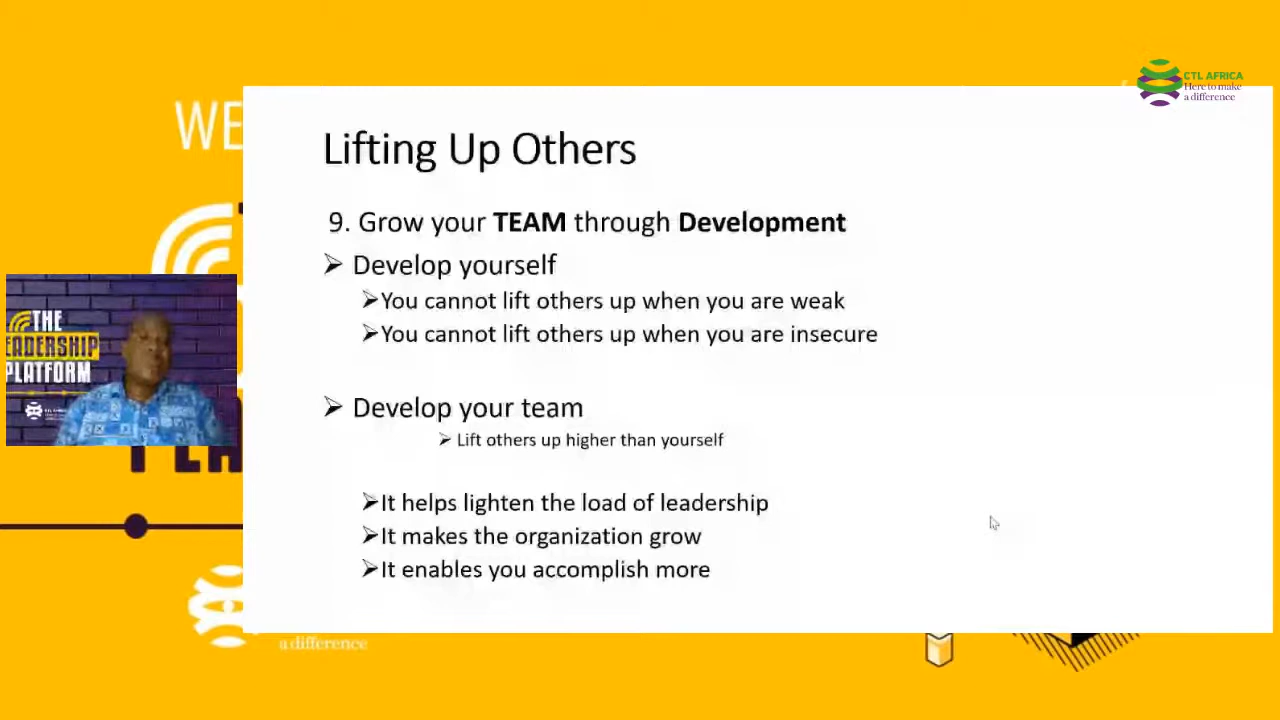 CTL AFRICA
Here to make
a difference
WE
Lifting Up Others
9. Grow your TEAM through Development
➢ Develop yourself
➢You cannot lift others up when you are weak
➢You cannot lift others up when you are insecure
➢ Develop your team
➢ Lift others up higher than yourself
➢It helps lighten the load of leadership
➢It makes the organization grow
➢It enables you accomplish more
THE
LEADERSHIP
PLATFORM
a difference